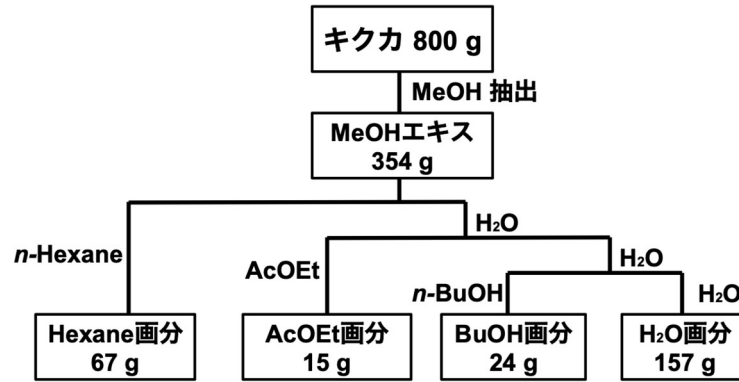 キクカ 800 g
MeOH 抽出
MeOHエキス
354 g
n-Hexane
H₂O
AcOEt
H₂O
n-BuOH
H₂O
Hexane画分
67 g
AcOEt画分
15 g
BuOH画分
24 g
H₂O画分
157 g